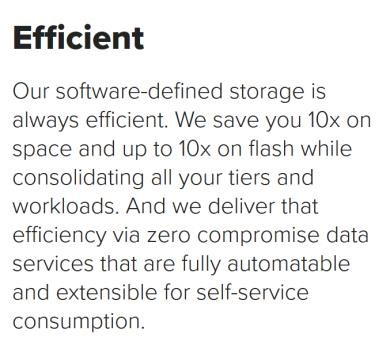 Efficient
Our software-defined storage is
always efficient. We save you 10x on
space and up to 10x on flash while
consolidating all your tiers and
workloads. And we deliver that
efficiency via zero compromise data
services that are fully automatable
and extensible for self-service
consumption.